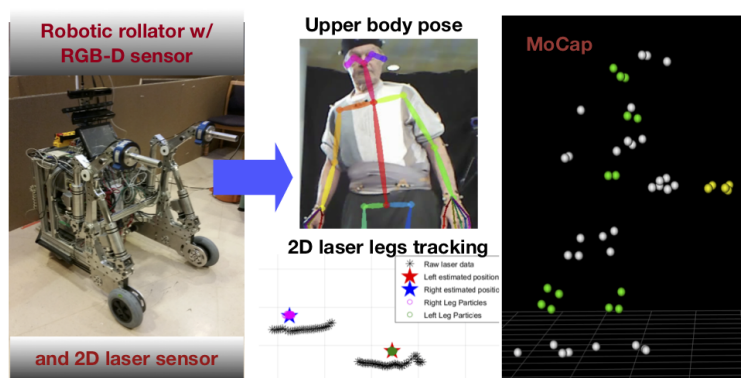 Robotic rollator w/
RGB-D sensor
and 2D laser sensor
Upper body pose
2D laser legs tracking
Raw laser data
Left estimated position
Right estimated positio
Right Leg Particles
Left Leg Particles
MoCap